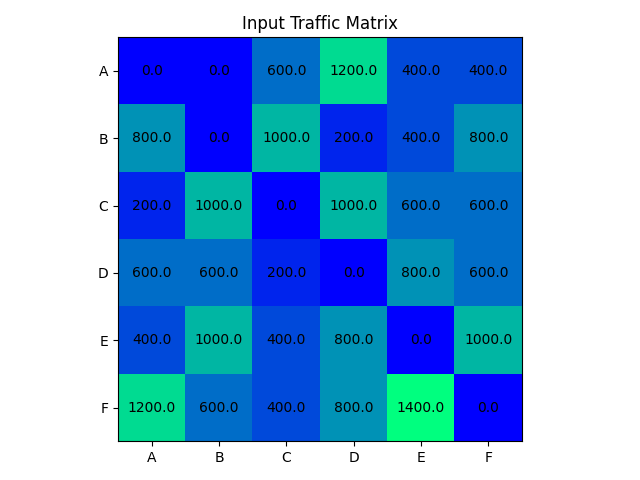 Input Traffic Matrix
A 0.0 0.0 600.0 1200.0 400.0 400.0
B 800.0 0.0 1000.0 200.0 400.0 800.0
C 200.0 1000.0 0.0 1000.0 600.0 600.0
D 600.0 600.0 200.0 0.0 800.0 600.0
E 400.0 1000.0 400.0 800.0 0.0 1000.0
F 1200.0 600.0 400.0 800.0 1400.0 0.0
A B C D E F